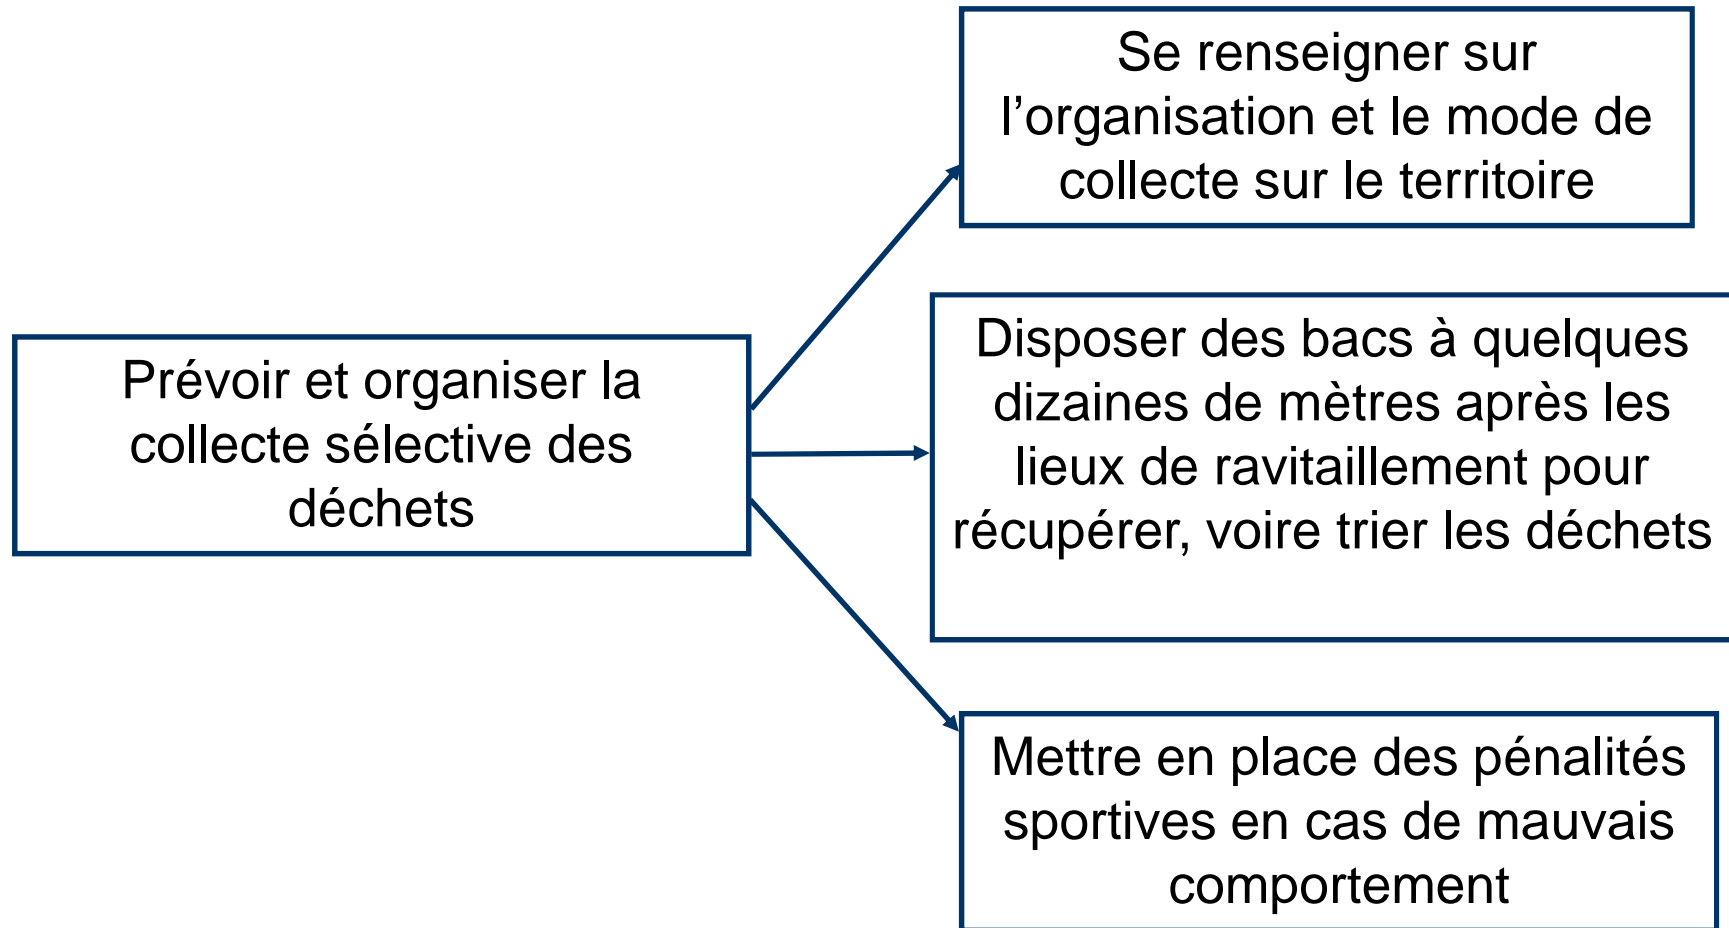 Se renseigner sur
l’organisation et le mode de
collecte sur le territoire
Prévoir et organiser la
collecte sélective des
déchets
Disposer des bacs à quelques
dizaines de mètres après les
lieux de ravitaillement pour
récupérer, voire trier les déchets
Mettre en place des pénalités
sportives en cas de mauvais
comportement